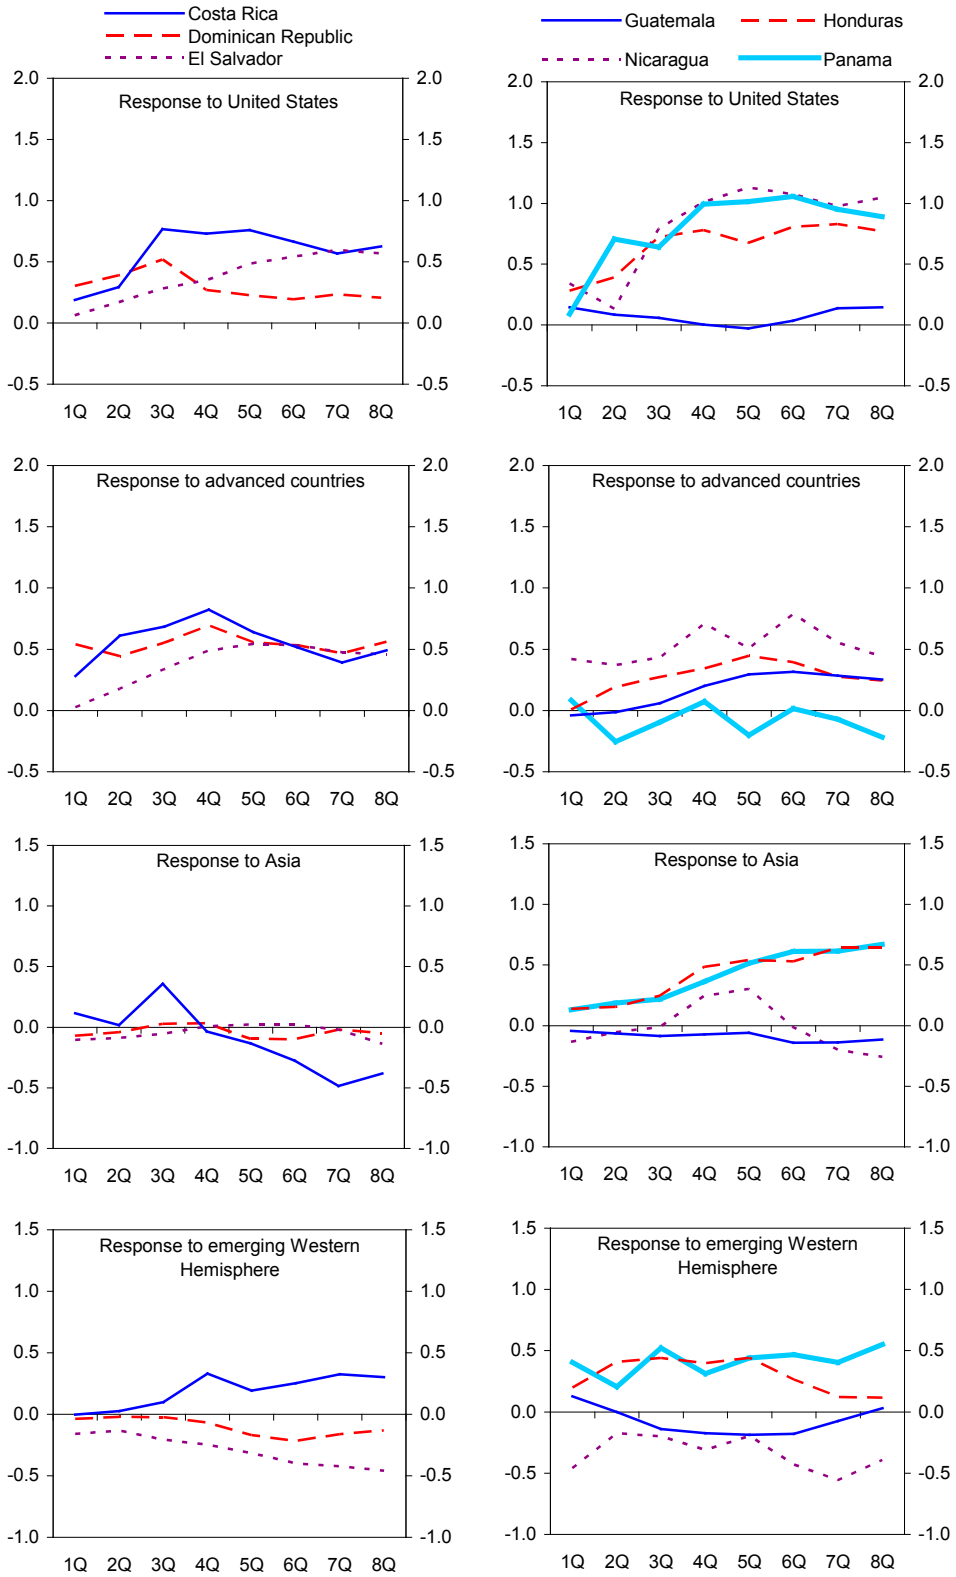 Costa Rica
Dominican Republic
El Salvador
Guatemala Honduras
Nicaragua Panama
Response to United States
2.0 2.0
1.5 1.5
1.0 1.0
0.5 0.5
0.0 0.0
-0.5 -0.5
1Q 2Q 3Q 4Q 5Q 6Q 7Q 8Q
Response to United States
2.0 2.0
1.5 1.5
1.0 1.0
0.5 0.5
0.0 0.0
-0.5 -0.5
1Q 2Q 3Q 4Q 5Q 6Q 7Q 8Q
Response to advanced countries
2.0 2.0
1.5 1.5
1.0 1.0
0.5 0.5
0.0 0.0
-0.5 -0.5
1Q 2Q 3Q 4Q 5Q 6Q 7Q 8Q
Response to advanced countries
2.0 2.0
1.5 1.5
1.0 1.0
0.5 0.5
0.0 0.0
-0.5 -0.5
1Q 2Q 3Q 4Q 5Q 6Q 7Q 8Q
Response to Asia
1.5 1.5
1.0 1.0
0.5 0.5
0.0 0.0
-0.5 -0.5
-1.0 -1.0
1Q 2Q 3Q 4Q 5Q 6Q 7Q 8Q
Response to Asia
1.5 1.5
1.0 1.0
0.5 0.5
0.0 0.0
-0.5 -0.5
-1.0 -1.0
1Q 2Q 3Q 4Q 5Q 6Q 7Q 8Q
Response to emerging Western
Hemisphere
1.5 1.5
1.0 1.0
0.5 0.5
0.0 0.0
-0.5 -0.5
-1.0 -1.0
1Q 2Q 3Q 4Q 5Q 6Q 7Q 8Q
Response to emerging Western
Hemisphere
1.5 1.5
1.0 1.0
0.5 0.5
0.0 0.0
-0.5 -0.5
-1.0 -1.0
1Q 2Q 3Q 4Q 5Q 6Q 7Q 8Q